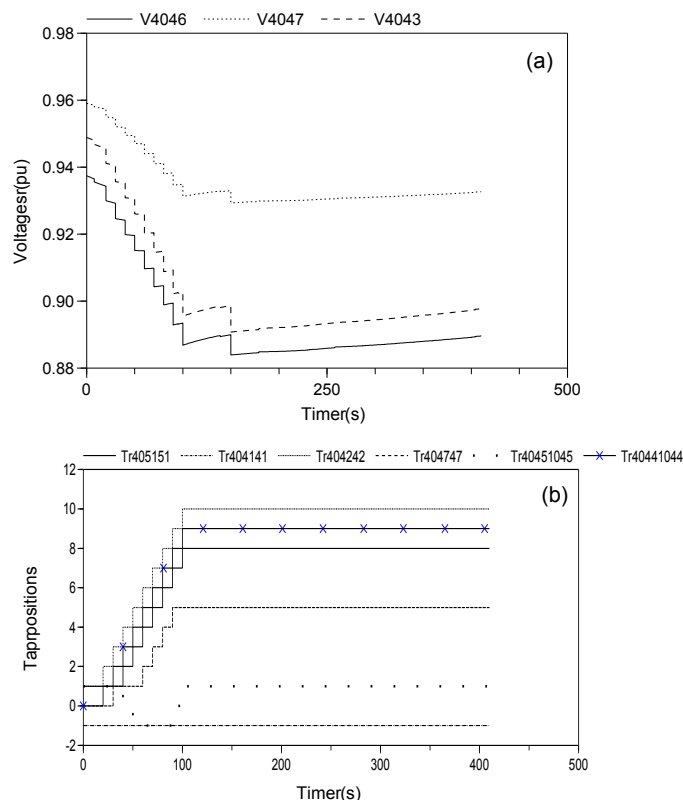 V4046 V4047 V4043
0.98
(a)
0.96
0.94
Voltagesr(pu)
0.92
0.90
0.88
0 250 500
Timer(s)
Tr405151 Tr404141 Tr404242 Tr404747 Tr40451045 Tr40441044
12
(b)
10
8
6
Taprpositions
4
2
0
-2
0 100 200 300 400 500
Timer(s)